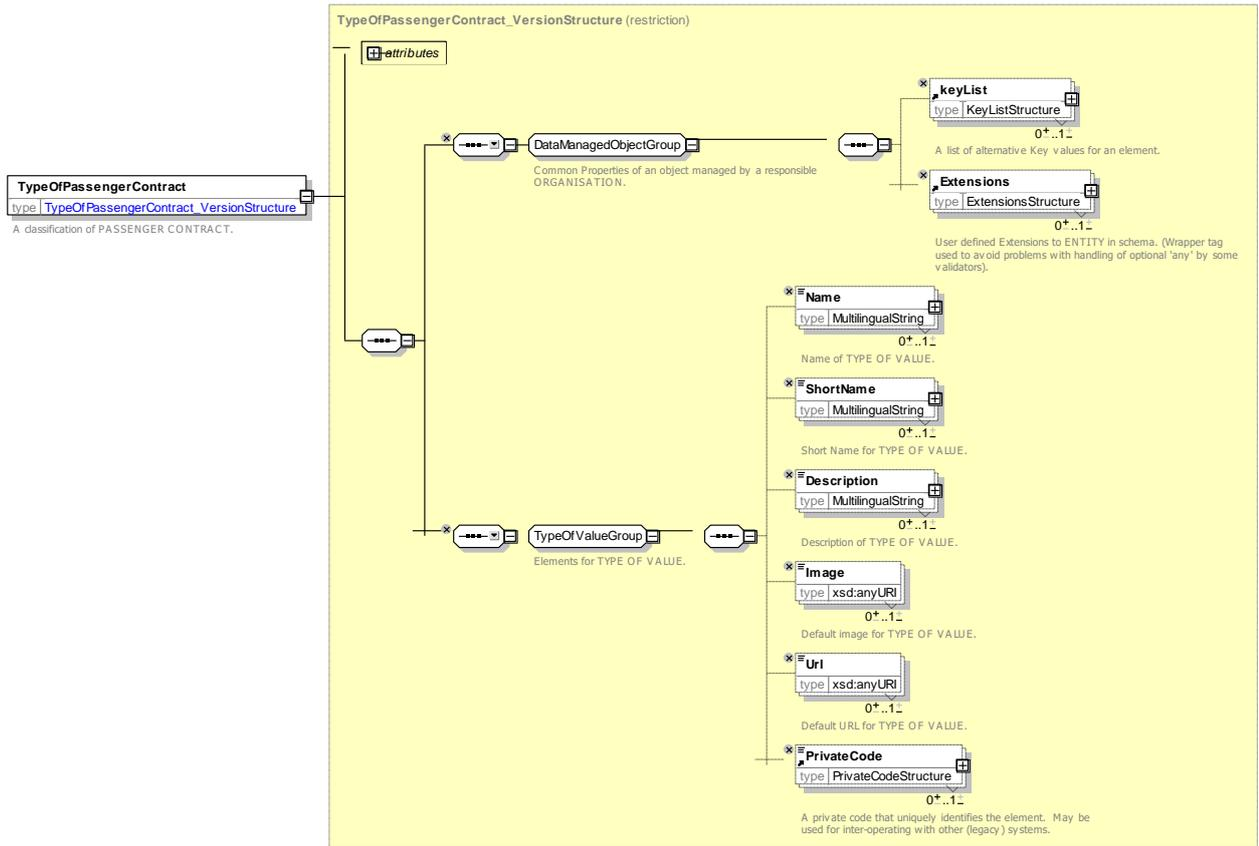 TypeOfPassengerContract_VersionStructure (restriction)
attributes
keyList
type KeyListStructure
0..1
A list of alternative Key values for an element.
DataManagedObjectGroup
Common Properties of an object managed by a responsible
ORGANISATION.
Extensions
type ExtensionsStructure
0..1
User defined Extensions to ENTITY in schema. (Wrapper tag
used to avoid problems with handling of optional 'any' by some
validators).
TypeOfPassengerContract
type TypeOfPassengerContract_VersionStructure
A classification of PASSENGER CONTRACT.
Name
type MultilingualString
0..1
Name of TYPE OF VALUE.
ShortName
type MultilingualString
0..1
Short Name for TYPE OF VALUE.
Description
type MultilingualString
0..1
Description of TYPE OF VALUE.
TypeOfValueGroup
Elements for TYPE OF VALUE.
Image
type xsd:anyURI
0..1
Default image for TYPE OF VALUE.
Url
type xsd:anyURI
0..1
Default URL for TYPE OF VALUE.
PrivateCode
type PrivateCodeStructure
0..1
A private code that uniquely identifies the element. May be
used for inter-operating with other (legacy) systems.